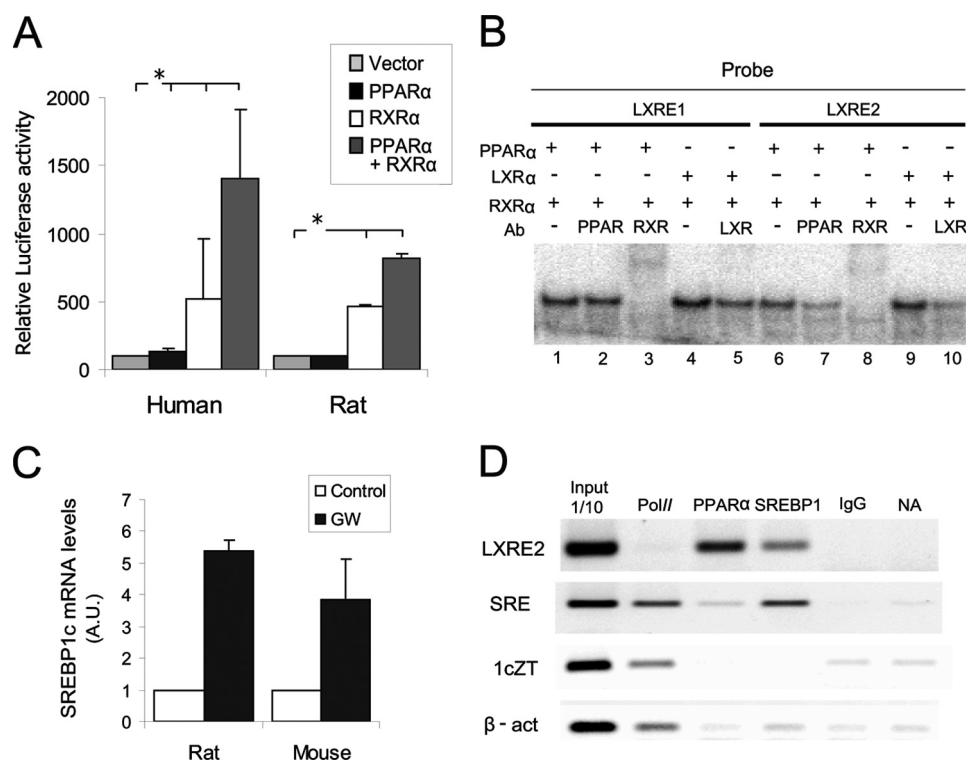 A
Vector
PPARα
RXRα
PPARα
+ RXRα
*
*
2000
1500
1000
500
0
Relative Luciferase activity
Human Rat
B
Probe
LXRE1 LXRE2
PPARα + + + - - + + + - -
LXRα - - - + + - - - + +
RXRα + + + + + + + + + +
Ab - PPAR RXR - LXR - PPAR RXR - LXR
1 2 3 4 5 6 7 8 9 10
C
Control
GW
7
6
5
4
3
2
1
0
SREBP1c mRNA levels
(A.U.)
Rat Mouse
D
Input
1/10 PolII PPARα SREBP1 IgG NA
LXRE2
SRE
1cZT
β - act